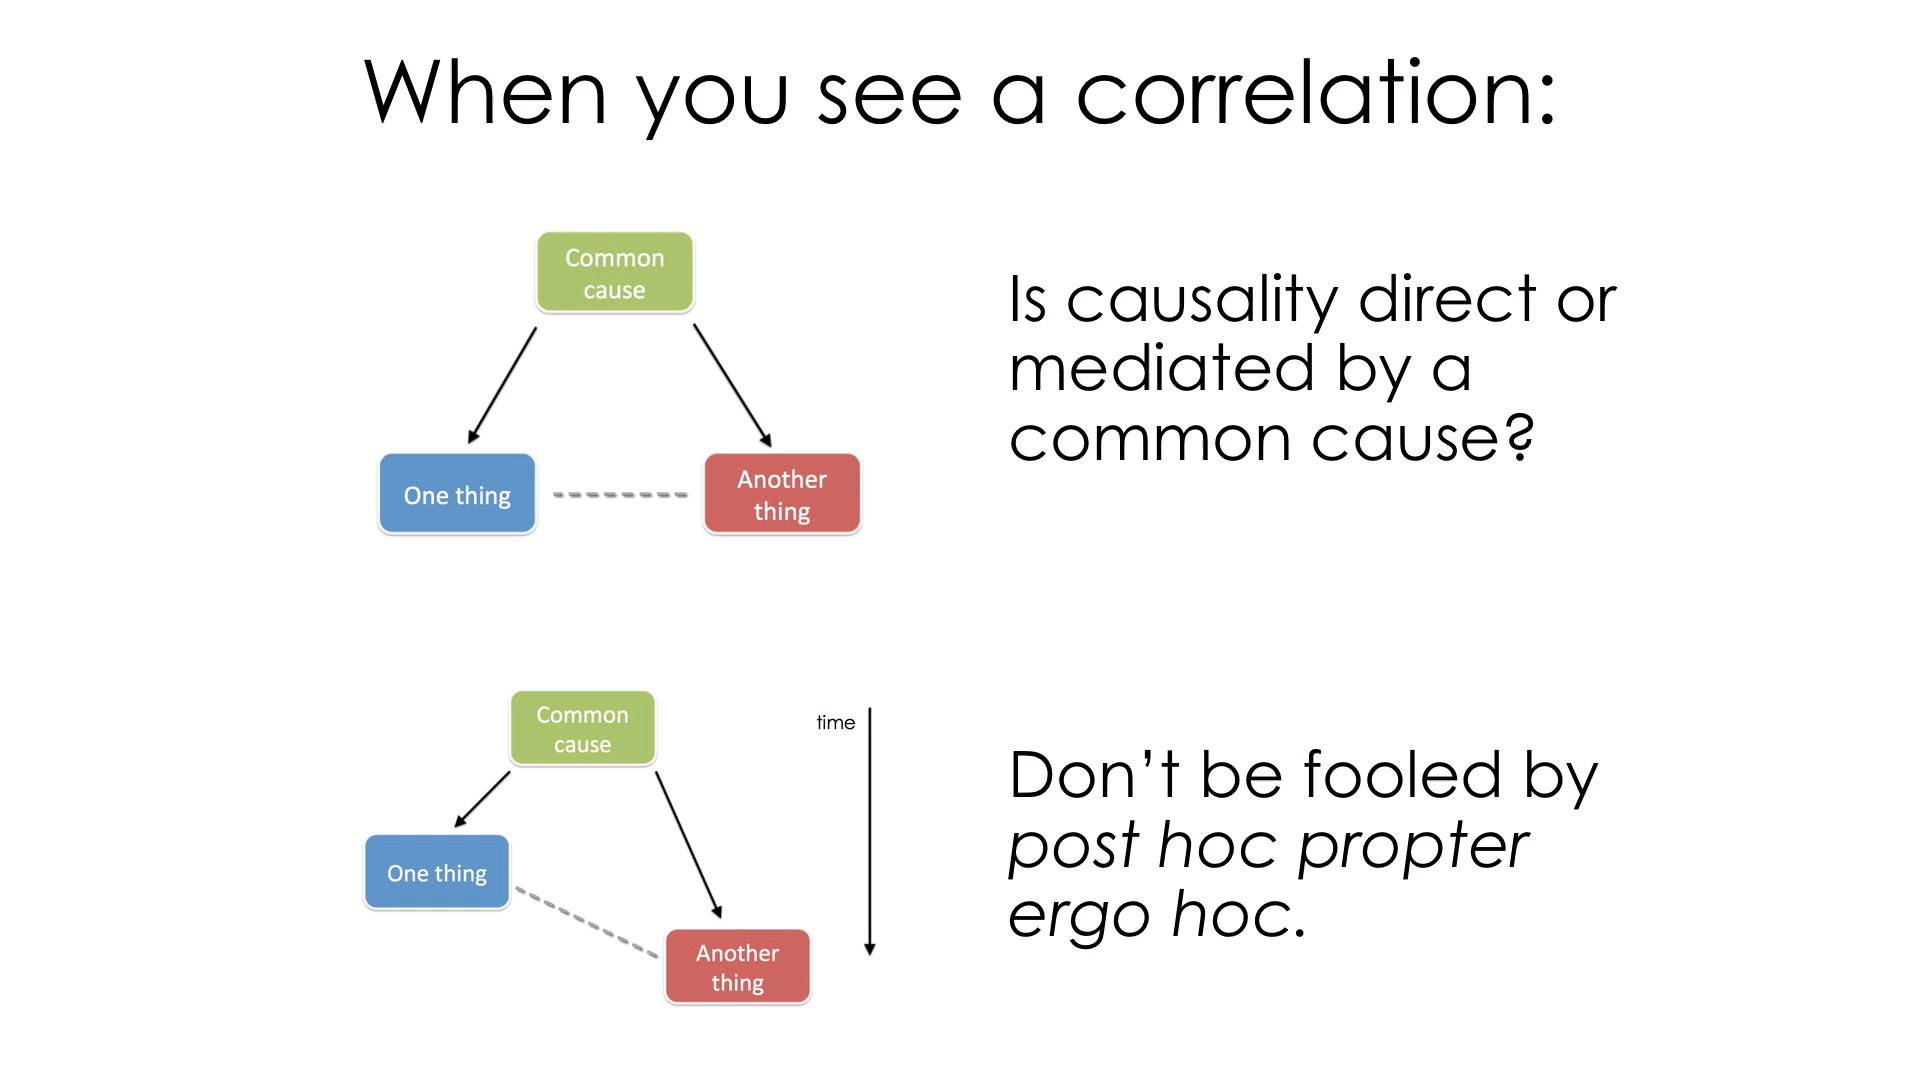 When you see a correlation:
Common
cause
One thing
Another
thing
Is causality direct or
mediated by a
common cause?
Common
cause
time
One thing
Another
thing
Don’t be fooled by
post hoc propter
ergo hoc.